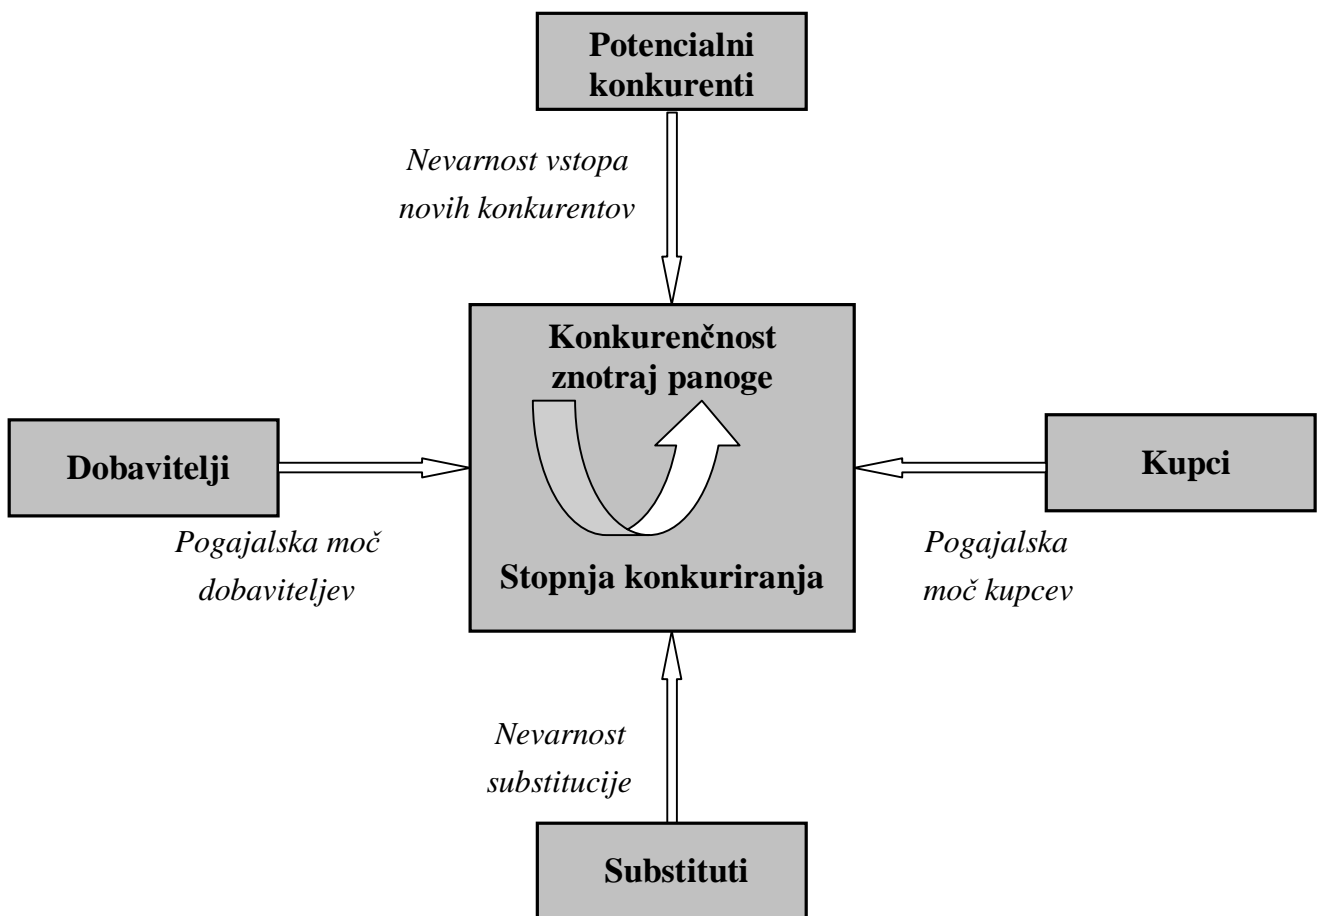 Potencialni
konkurenti
Nevarnost vstopa
novih konkurentov
Konkurenčnost
znotraj panoge
Dobavitelji
Kupci
Pogajalska moč
dobaviteljev
Pogajalska
moč kupcev
Stopnja konkuriranja
Nevarnost
substitucije
Substituti